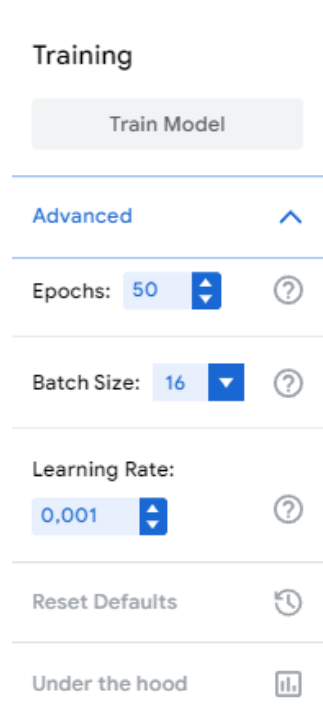 Training
Train Model
Advanced
Epochs: 50
Batch Size: 16
Learning Rate:
0,001
Reset Defaults
Under the hood